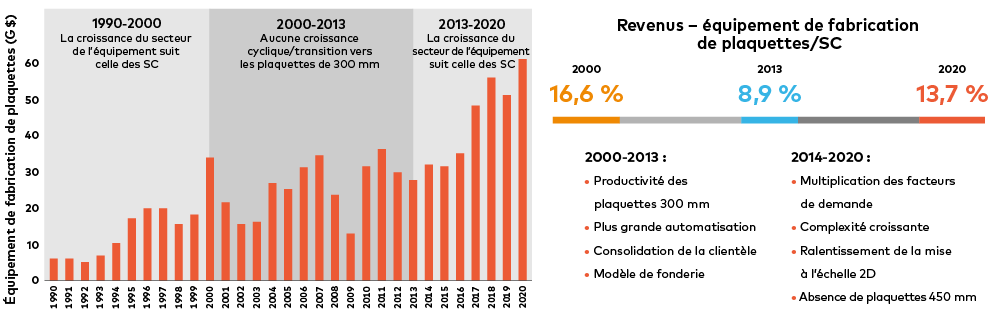 Équipement de fabrication de plaquettes (G $)
1990-2000
La croissance du secteur
de l'équipement suit
celle des SC
2000-2013
Aucune croissance
cyclique/transition vers
les plaquettes de 300 mm
2013-2020
La croissance du
secteur de l'équipement
suit celle des SC
60
50
40
30
20
10
0
1990
1991
1992
1993
1994
1995
1996
1997
1998
1999
2000
2001
2002
2003
2004
2005
2006
2007
2008
2009
2010
2011
2012
2013
2014
2015
2016
2017
2018
2019
2020
Revenus – équipement de fabrication
de plaquettes/SC
2000
2013
2020
16,6 %
8,9 %
13,7 %
2000-2013 :
• Productivité des
plaquettes 300 mm
• Plus grande automatisation
• Consolidation de la clientèle
• Modèle de fonderie
2014-2020 :
• Multiplication des facteurs
de demande
• Complexité croissante
• Ralentissement de la mise
à l'échelle 2D
• Absence de plaquettes 450 mm